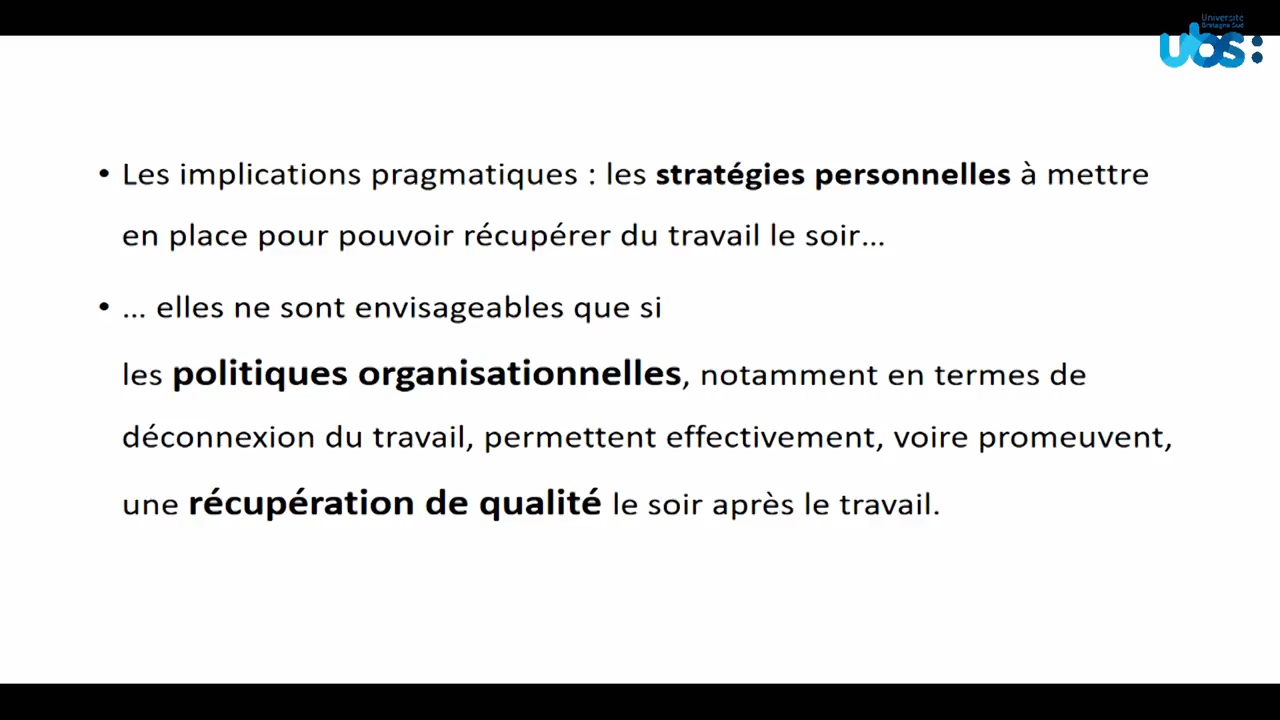 Université
Bretagne Sud
ubs:
• Les implications pragmatiques : les stratégies personnelles à mettre
en place pour pouvoir récupérer du travail le soir...
• ... elles ne sont envisageables que si
les politiques organisationnelles, notamment en termes de
déconnexion du travail, permettent effectivement, voire promeuvent,
une récupération de qualité le soir après le travail.